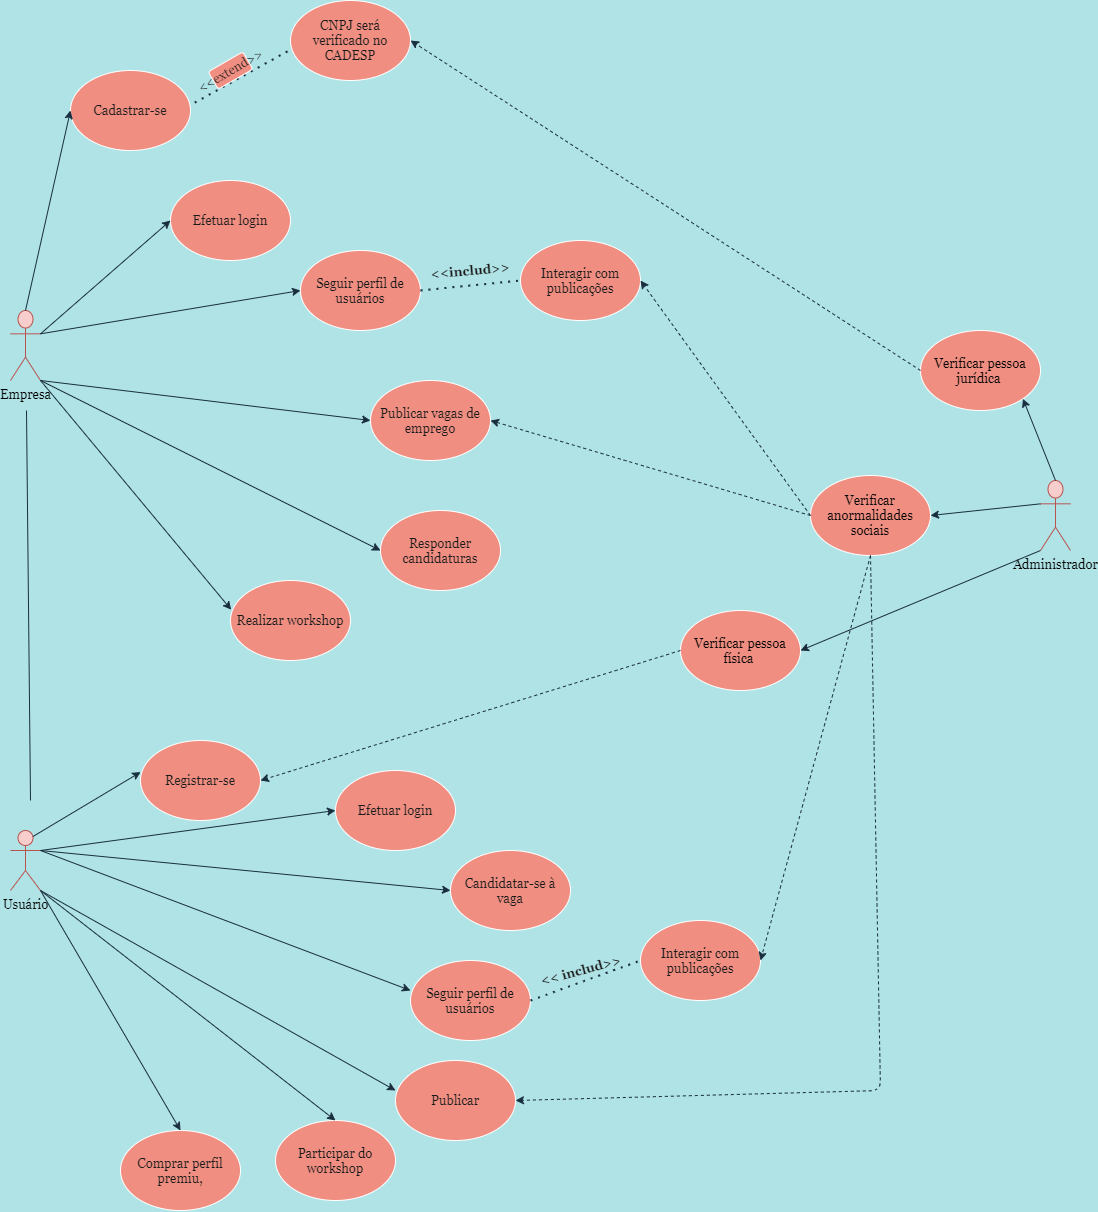 CNPJ será
verificado no
CADESP
<<extend>>
Cadastrar-se
Efetuar login
Seguir perfil de
usuários
<<includ>>
Interagir com
publicações
Verificar pessoa
jurídica
Empresa
Publicar vagas de
emprego
Verificar
anormalidades
sociais
Administrador
Responder
candidaturas
Realizar workshop
Verificar pessoa
física
Registrar-se
Efetuar login
Usuário
Candidatar-se à
vaga
Interagir com
publicações
<< includ>>
Seguir perfil de
usuários
Publicar
Participar do
workshop
Comprar perfil
premiu,